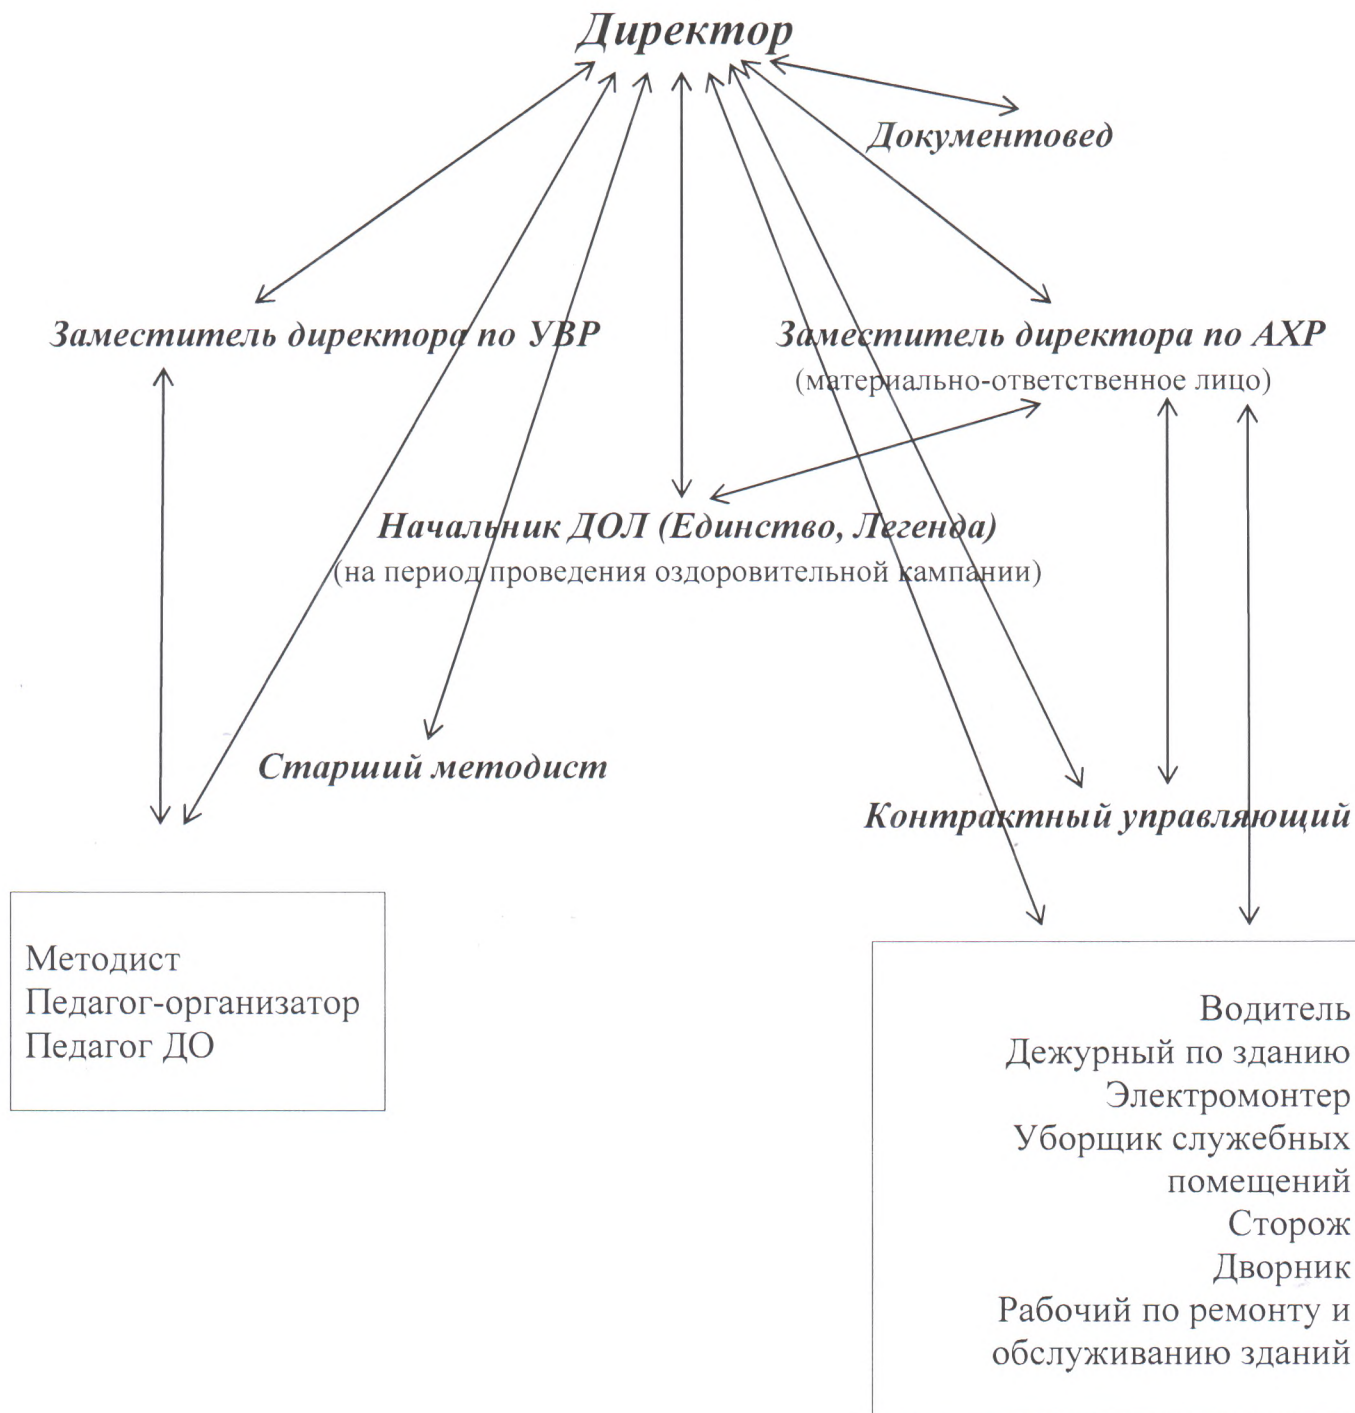 Директор
Документовед
Заместитель директора по УВР
Заместитель директора по АХР
(материально-ответственное лицо)
Начальник ДОЛ (Единство, Легенда)
(на период проведения оздоровительной кампании)
Старший методист
Контрактный управляющий
Методист
Педагог-организатор
Педагог ДО
Водитель
Дежурный по зданию
Электромонтер
Уборщик служебных
помещений
Сторож
Дворник
Рабочий по ремонту и
обслуживанию зданий